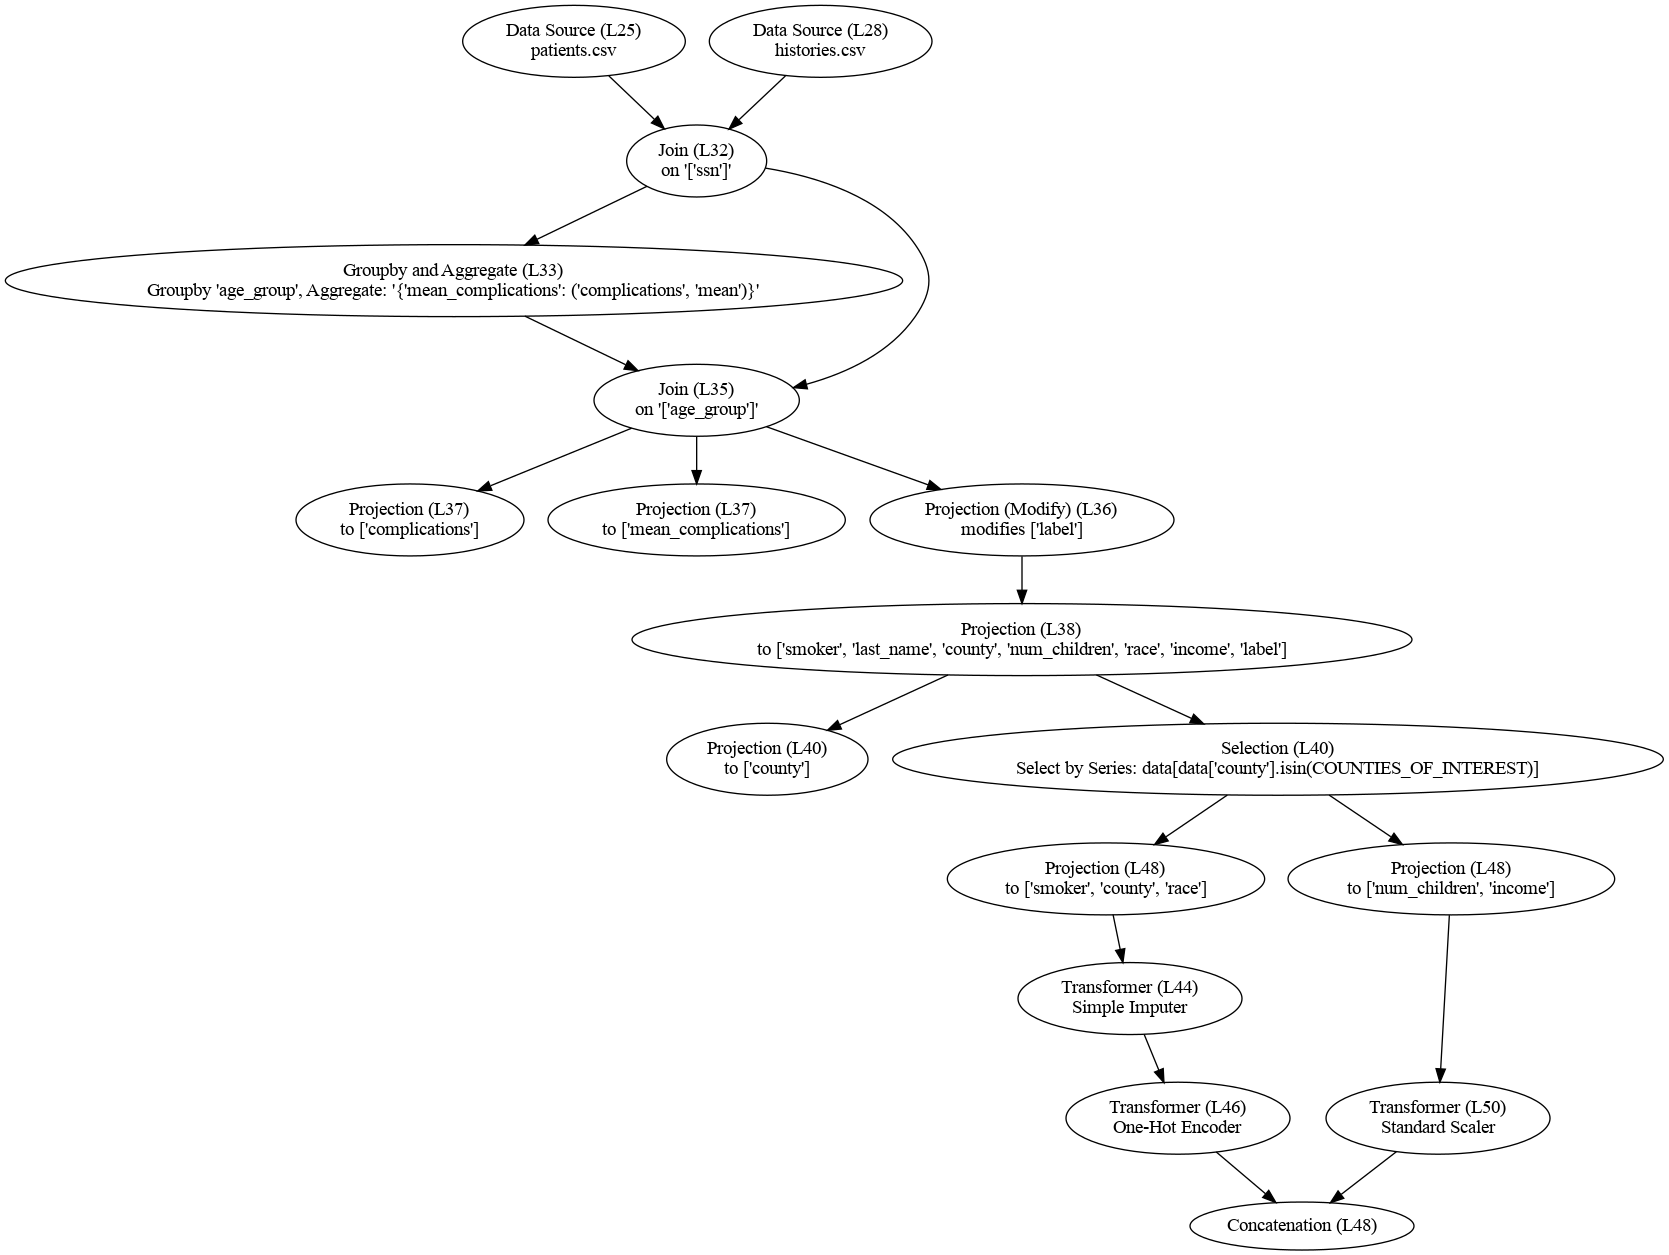 Data Source (L25)
patients.csv
Data Source (L28)
histories.csv
Join (L32)
on '['ssn']'
Groupby and Aggregate (L33)
Groupby 'age_group', Aggregate: '{'mean_complications': ('complications', 'mean')}'
Join (L35)
on '['age_group']'
Projection (L37)
to ['complications']
Projection (L37)
to ['mean_complications']
Projection (Modify) (L36)
modifies ['label']
Projection (L38)
to ['smoker', 'last_name', 'county', 'num_children', 'race', 'income', 'label']
Projection (L40)
to ['county']
Selection (L40)
Select by Series: data[data['county'].isin(COUNTIES_OF_INTEREST)]
Projection (L48)
to ['smoker', 'county', 'race']
Projection (L48)
to ['num_children', 'income']
Transformer (L44)
Simple Imputer
Transformer (L46)
One-Hot Encoder
Transformer (L50)
Standard Scaler
Concatenation (L48)